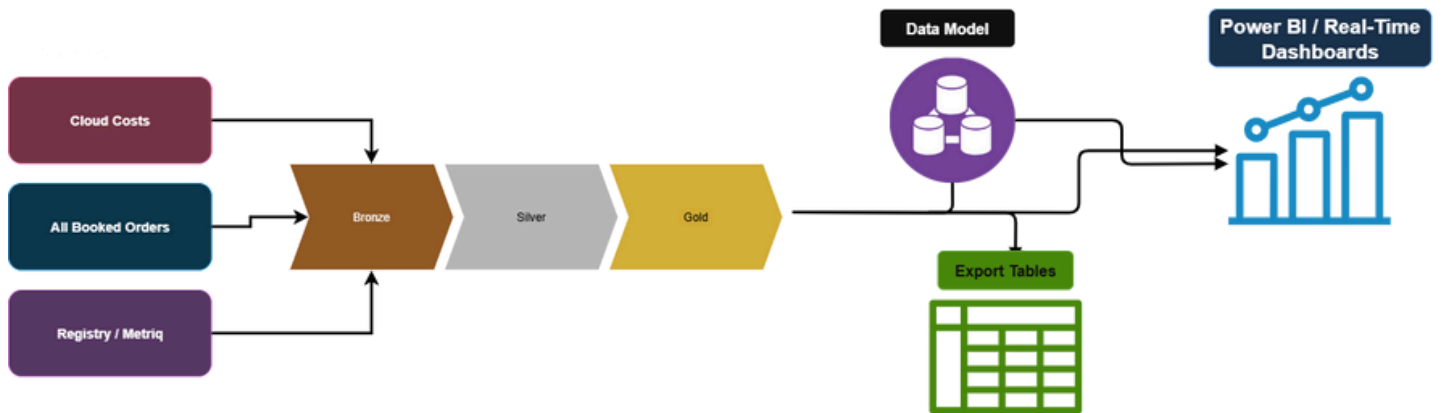 Data Model
Power BI / Real-Time
Dashboards
Cloud Costs
All Booked Orders
Bronze
Silver
Gold
Export Tables
Registry / Metriq